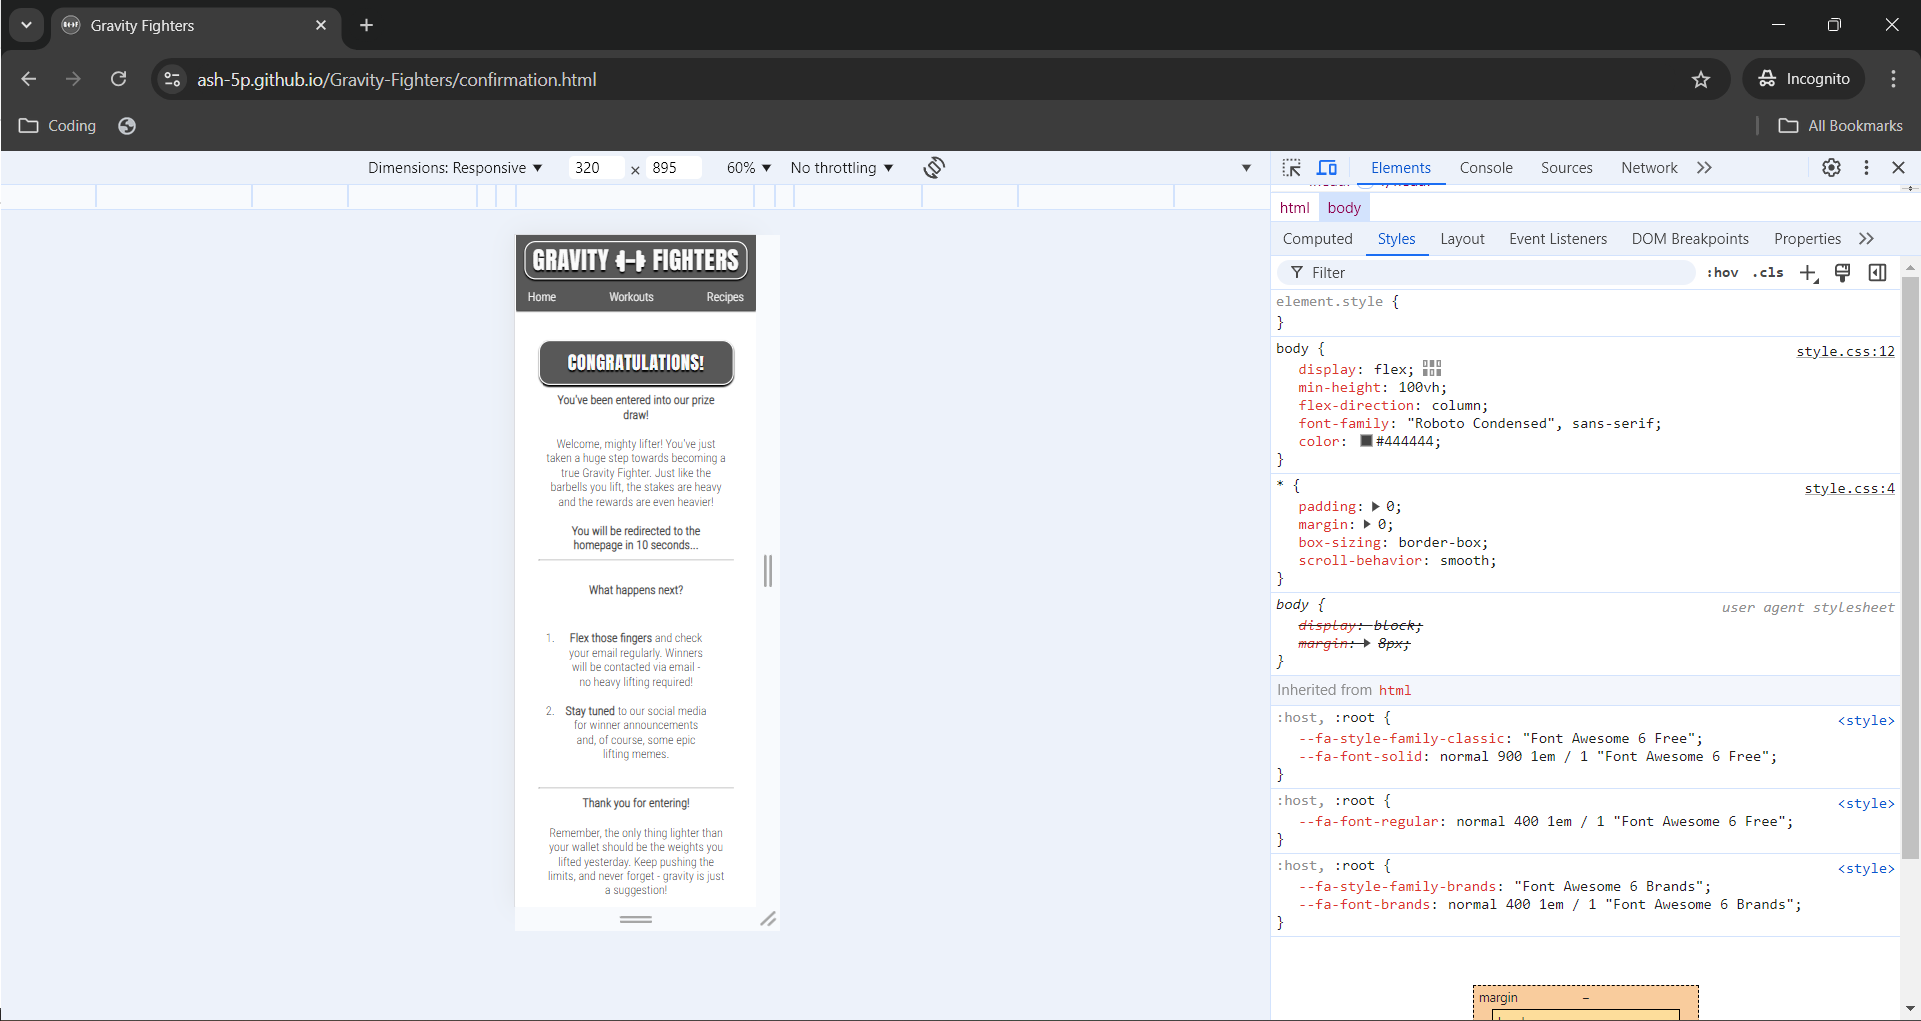 Gravity Fighters
ash-5p.github.io/Gravity-Fighters/confirmation.html
Incognito
Coding
All Bookmarks
Dimensions: Responsive 320 × 895 60% No throttling
Elements Console Sources Network
html body
Computed Styles Layout Event Listeners DOM Breakpoints Properties
Filter :hov .cls
GRAVITY FIGHTERS
Home Workouts Recipes
CONGRATULATIONS!
You've been entered into our prize
draw!
Welcome, mighty lifter! You've just
taken a huge step towards becoming a
true Gravity Fighter. Just like the
barbells you lift, the stakes are heavy
and the rewards are even heavier!
You will be redirected to the
homepage in 10 seconds...
What happens next?
1. Flex those fingers and check
your email regularly. Winners
will be contacted via email -
no heavy lifting required!
2. Stay tuned to our social media
for winner announcements
and, of course, some epic
lifting memes.
Thank you for entering!
Remember, the only thing lighter than
your wallet should be the weights you
lifted yesterday. Keep pushing the
limits, and never forget - gravity is just
a suggestion!
element.style {
}
body { style.css:12
display: flex;
min-height: 100vh;
flex-direction: column;
font-family: "Roboto Condensed", sans-serif;
color: #444444;
}
* { style.css:4
padding: 0;
margin: 0;
box-sizing: border-box;
scroll-behavior: smooth;
}
body { user agent stylesheet
display: block;
margin: 8px;
}
Inherited from html
:host, :root { <style>
--fa-style-family-classic: "Font Awesome 6 Free";
--fa-font-solid: normal 900 1em / 1 "Font Awesome 6 Free";
}
:host, :root { <style>
--fa-font-regular: normal 400 1em / 1 "Font Awesome 6 Free";
}
:host, :root { <style>
--fa-style-family-brands: "Font Awesome 6 Brands";
--fa-font-brands: normal 400 1em / 1 "Font Awesome 6 Brands";
}
margin –